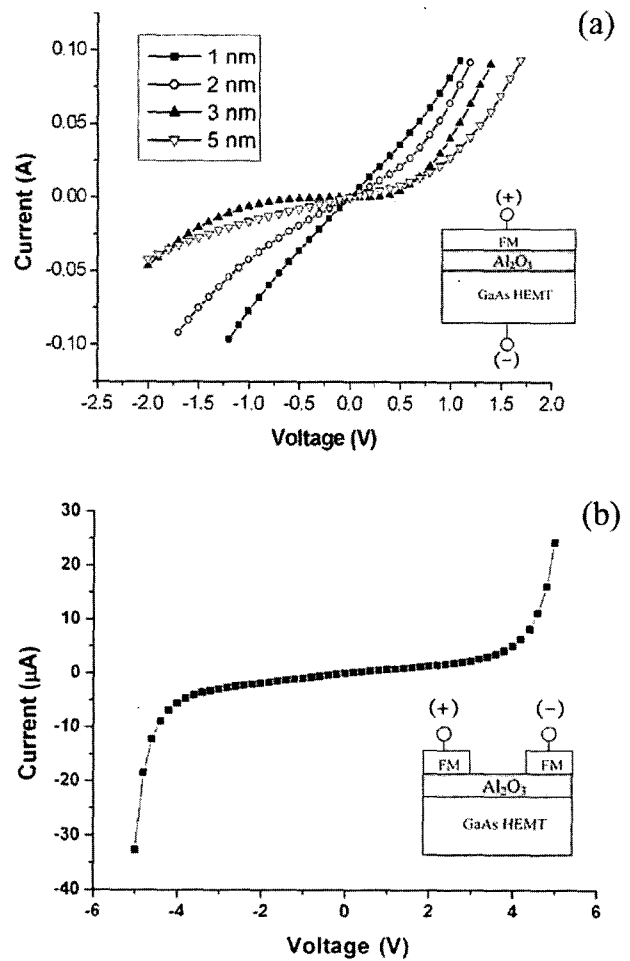 (a)
0.10
0.05
0.00
-0.05
-0.10
Current (A)
1 nm
2 nm
3 nm
5 nm
(+)
FM
Al₂O₃
GaAs HEMT
(−)
-2.5 -2.0 -1.5 -1.0 -0.5 0.0 0.5 1.0 1.5 2.0
Voltage (V)
(b)
30
20
10
0
-10
-20
-30
-40
Current (μA)
(+) (−)
FM FM
Al₂O₃
GaAs HEMT
-6 -4 -2 0 2 4 6
Voltage (V)